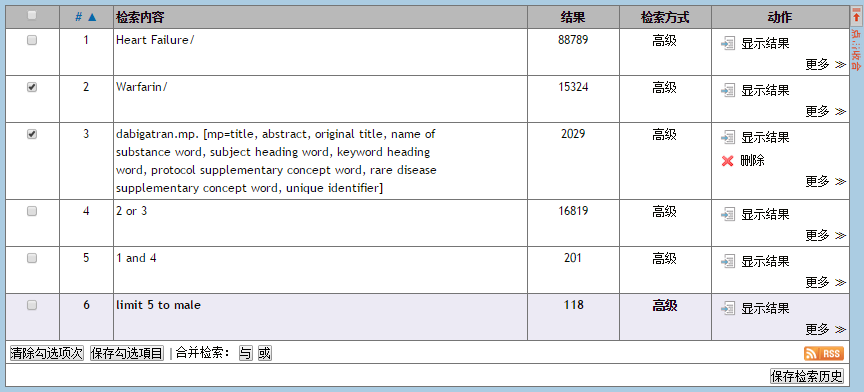 # ▲ 检索内容 结果 检索方式 动作
1 Heart Failure/ 88789 高级 显示结果
更多 ≫
2 Warfarin/ 15324 高级 显示结果
更多 ≫
3 dabigatran.mp. [mp=title, abstract, original title, name of 2029 高级 显示结果
substance word, subject heading word, keyword heading 删除
word, protocol supplementary concept word, rare disease
supplementary concept word, unique identifier] 更多 ≫
4 2 or 3 16819 高级 显示结果
更多 ≫
5 1 and 4 201 高级 显示结果
更多 ≫
6 limit 5 to male 118 高级 显示结果
更多 ≫
清除勾选项次 保存勾选项目 | 合并检索： 与 或 RSS
保存检索历史